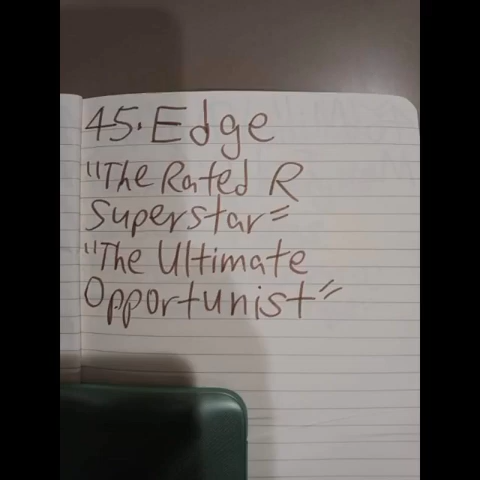 45. Edge
"The Rated R
Superstar"
"The Ultimate
Opportunist"